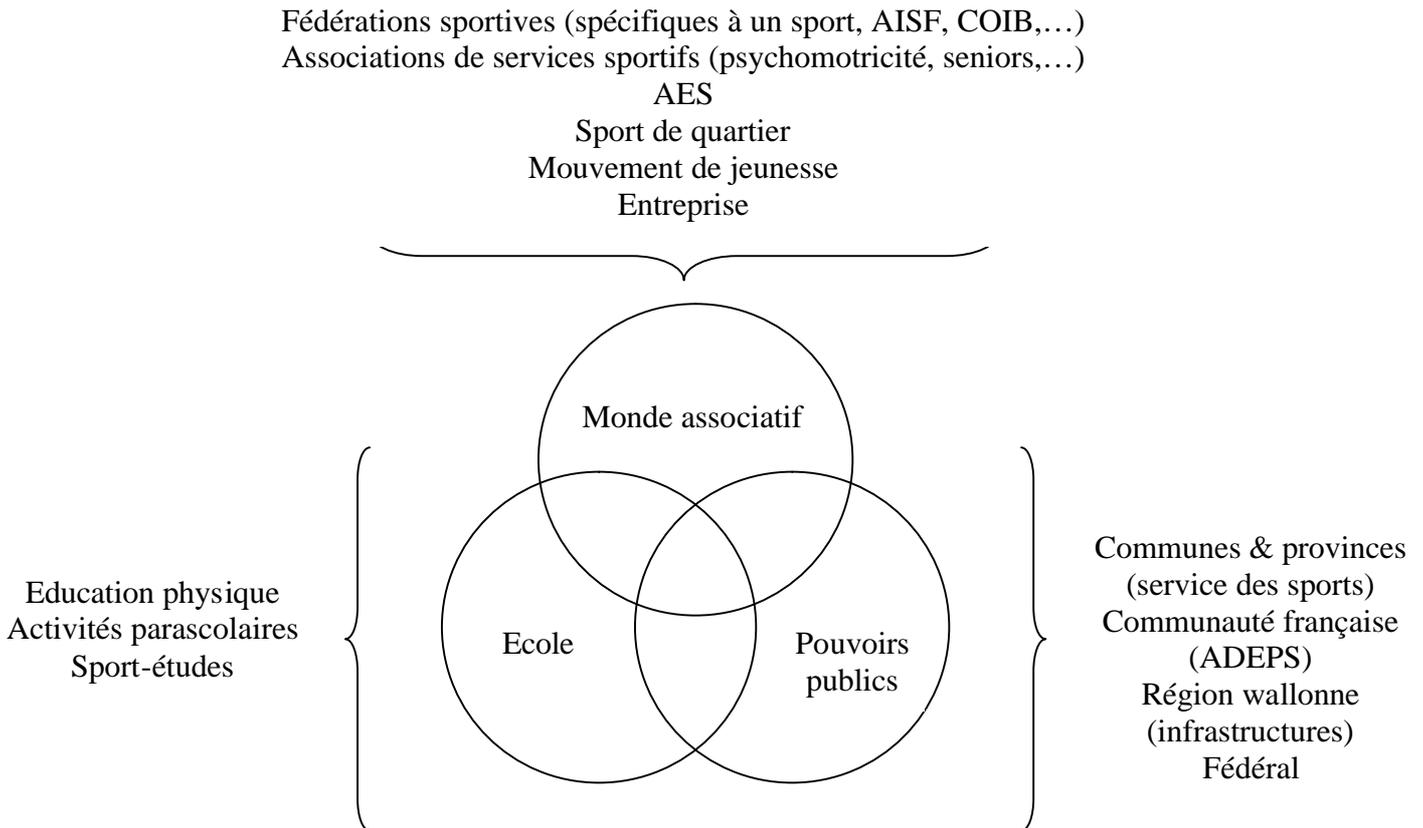 Fédérations sportives (spécifiques à un sport, AISF, COIB,…)
Associations de services sportifs (psychomotricité, seniors,…)
AES
Sport de quartier
Mouvement de jeunesse
Entreprise
Monde associatif
Education physique
Activités parascolaires
Sport-études
Ecole
Pouvoirs
publics
Communes & provinces
(service des sports)
Communauté française
(ADEPS)
Région wallonne
(infrastructures)
Fédéral